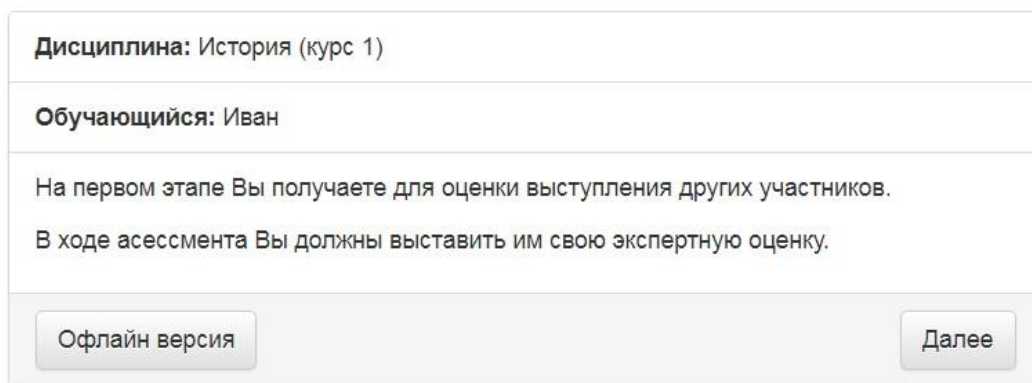 Дисциплина: История (курс 1)
Обучающийся: Иван
На первом этапе Вы получаете для оценки выступления других участников.
В ходе асессмента Вы должны выставить им свою экспертную оценку.
Офлайн версия
Далее